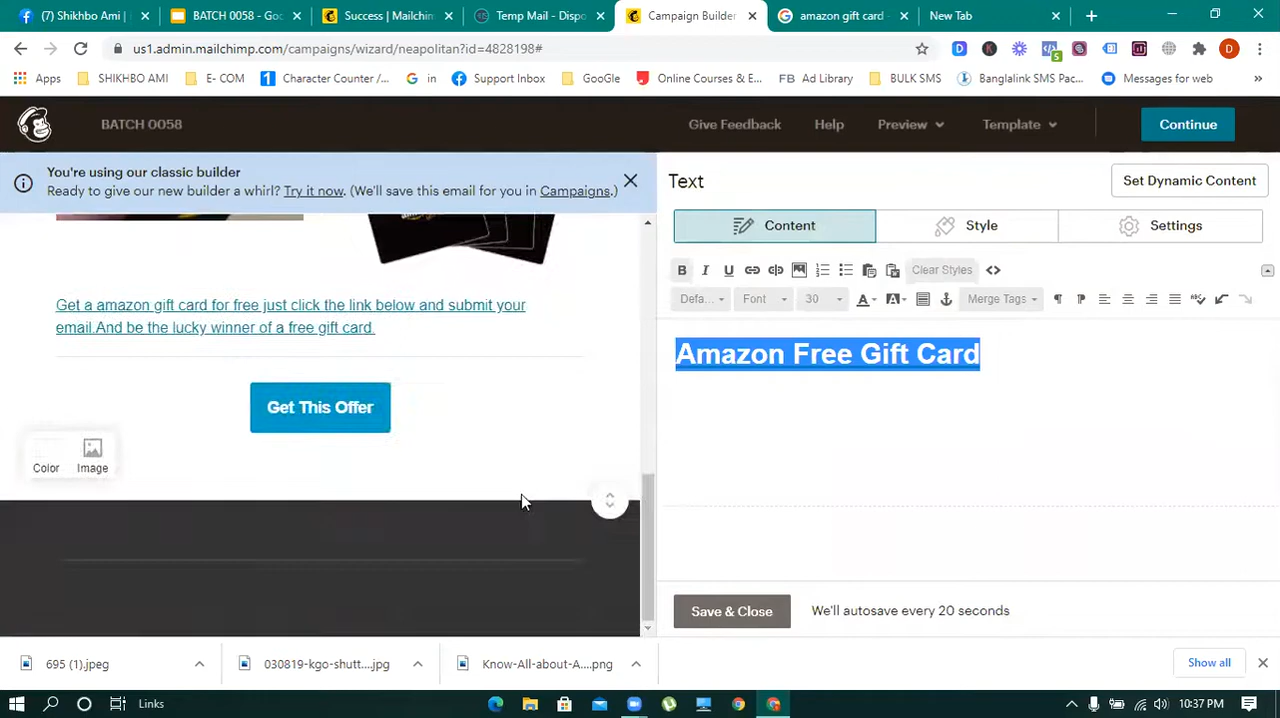 (7) Shikhbo Ami |
BATCH 0058 - Goo
Success | Mailchim
Temp Mail - Dispo
Campaign Builder
amazon gift card -
New Tab
us1.admin.mailchimp.com/campaigns/wizard/neapolitan?id=4828198#
D
K
S
D
Apps
SHIKHBO AMI
E- COM
Character Counter /...
in
Support Inbox
GooGle
Online Courses & E...
FB Ad Library
BULK SMS
Banglalink SMS Pac...
Messages for web
»
BATCH 0058
Give Feedback
Help
Preview
Template
Continue
You're using our classic builder
Ready to give our new builder a whirl? Try it now. (We'll save this email for you in Campaigns.)
Text
Set Dynamic Content
Content
Style
Settings
B I U
Clear Styles
Defa...
Font
30
A
A
Merge Tags
Get a amazon gift card for free just click the link below and submit your
email.And be the lucky winner of a free gift card.
Amazon Free Gift Card
Get This Offer
Color
Image
Save & Close
We'll autosave every 20 seconds
695 (1).jpeg
030819-kgo-shutt....jpg
Know-All-about-A....png
Show all
Links
10:37 PM